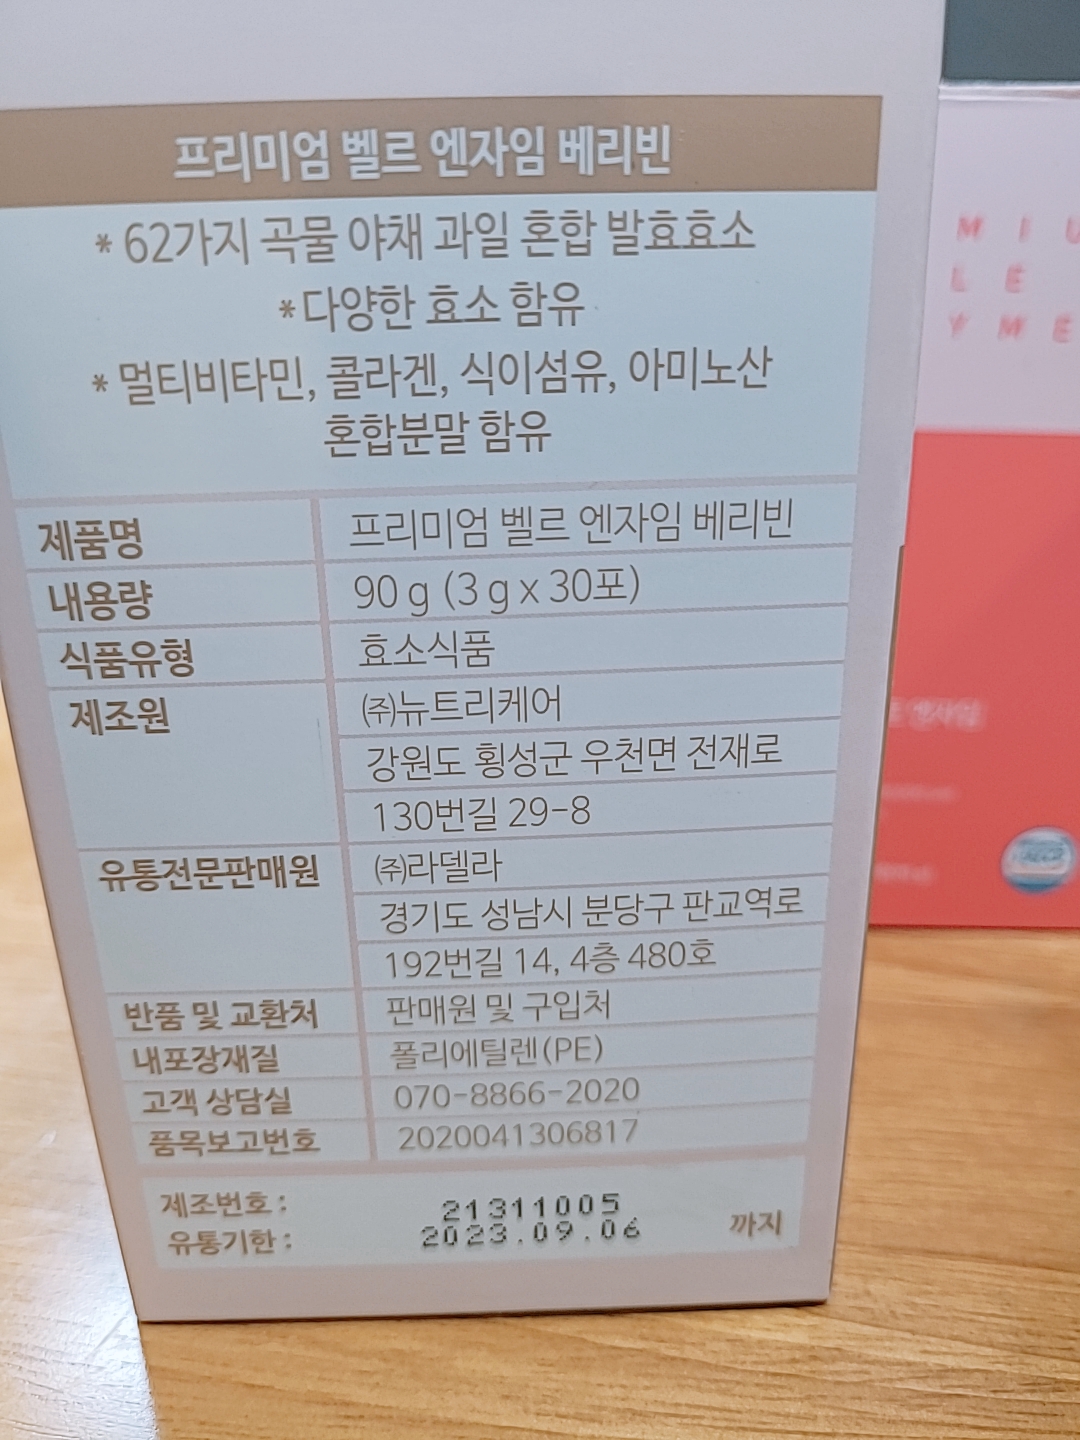 프리미엄 벨르 엔자임 베리빈
* 62가지 곡물 야채 과일 혼합 발효효소
* 다양한 효소 함유
* 멀티비타민, 콜라겐, 식이섬유, 아미노산
혼합분말 함유
제품명 프리미엄 벨르 엔자임 베리빈
내용량 90 g (3 g x 30포)
식품유형 효소식품
제조원 ㈜뉴트리케어
강원도 횡성군 우천면 전재로
130번길 29-8
유통전문판매원 ㈜라델라
경기도 성남시 분당구 판교역로
192번길 14, 4층 480호
반품 및 교환처 판매원 및 구입처
내포장재질 폴리에틸렌(PE)
고객 상담실 070-8866-2020
품목보고번호 2020041306817
제조번호 : 21311005
유통기한 : 2023.09.06 까지
M I U
L E
Y M E
엔자임